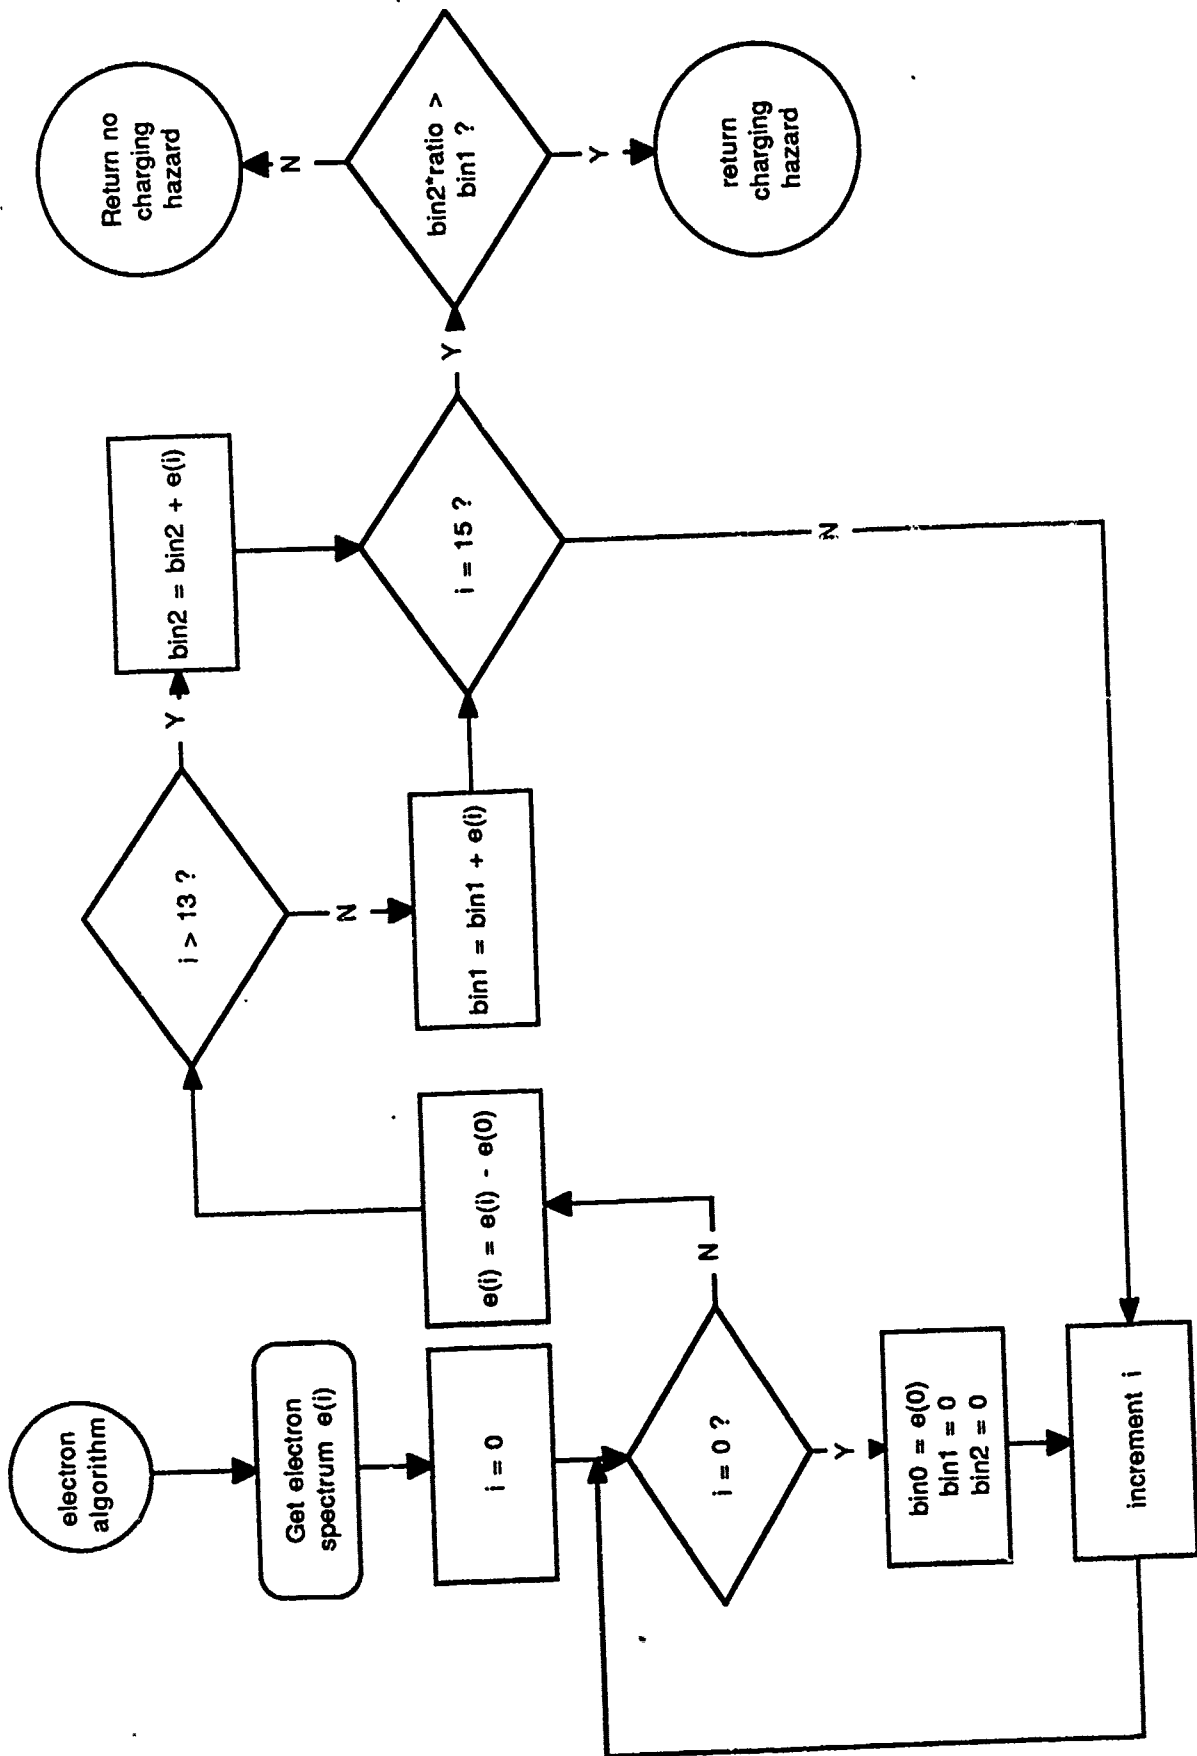 electron
algorithm
Get electron
spectrum e(i)
i = 0
i = 0 ?
Y
bin0 = e(0)
bin1 = 0
bin2 = 0
increment i
N
e(i) = e(i) - e(0)
i > 13 ?
N
bin1 = bin1 + e(i)
Y
bin2 = bin2 + e(i)
i = 15 ?
N
Y
bin2*ratio >
bin1 ?
N
Return no
charging
hazard
Y
return
charging
hazard